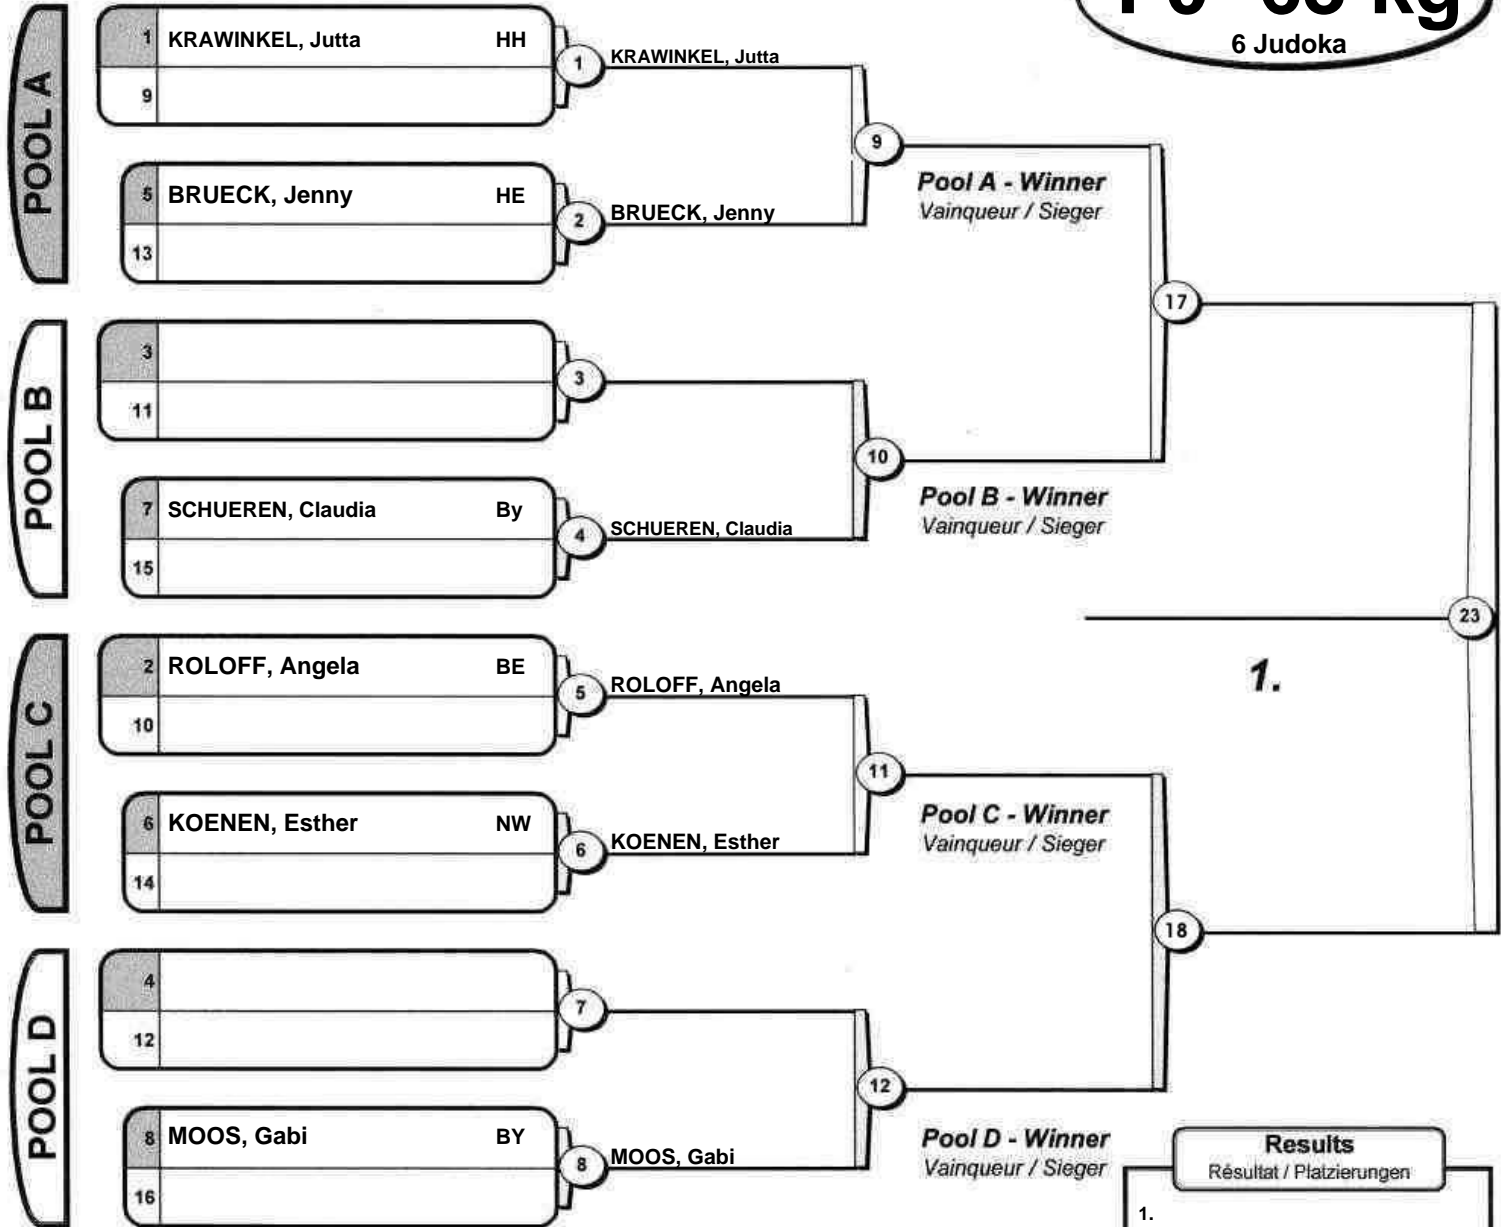 -63 kg
6 Judoka
POOL A
1 KRAWINKEL, Jutta HH
9
1 KRAWINKEL, Jutta
5 BRUECK, Jenny HE
13
2 BRUECK, Jenny
9
Pool A - Winner
Vainqueur / Sieger
POOL B
3
11
3
7 SCHUEREN, Claudia By
15
4 SCHUEREN, Claudia
10
Pool B - Winner
Vainqueur / Sieger
17
POOL C
2 ROLOFF, Angela BE
10
5 ROLOFF, Angela
6 KOENEN, Esther NW
14
6 KOENEN, Esther
11
Pool C - Winner
Vainqueur / Sieger
23
1.
POOL D
4
12
7
8 MOOS, Gabi BY
16
8 MOOS, Gabi
12
Pool D - Winner
Vainqueur / Sieger
18
Results
Résultat / Platzierungen
1.